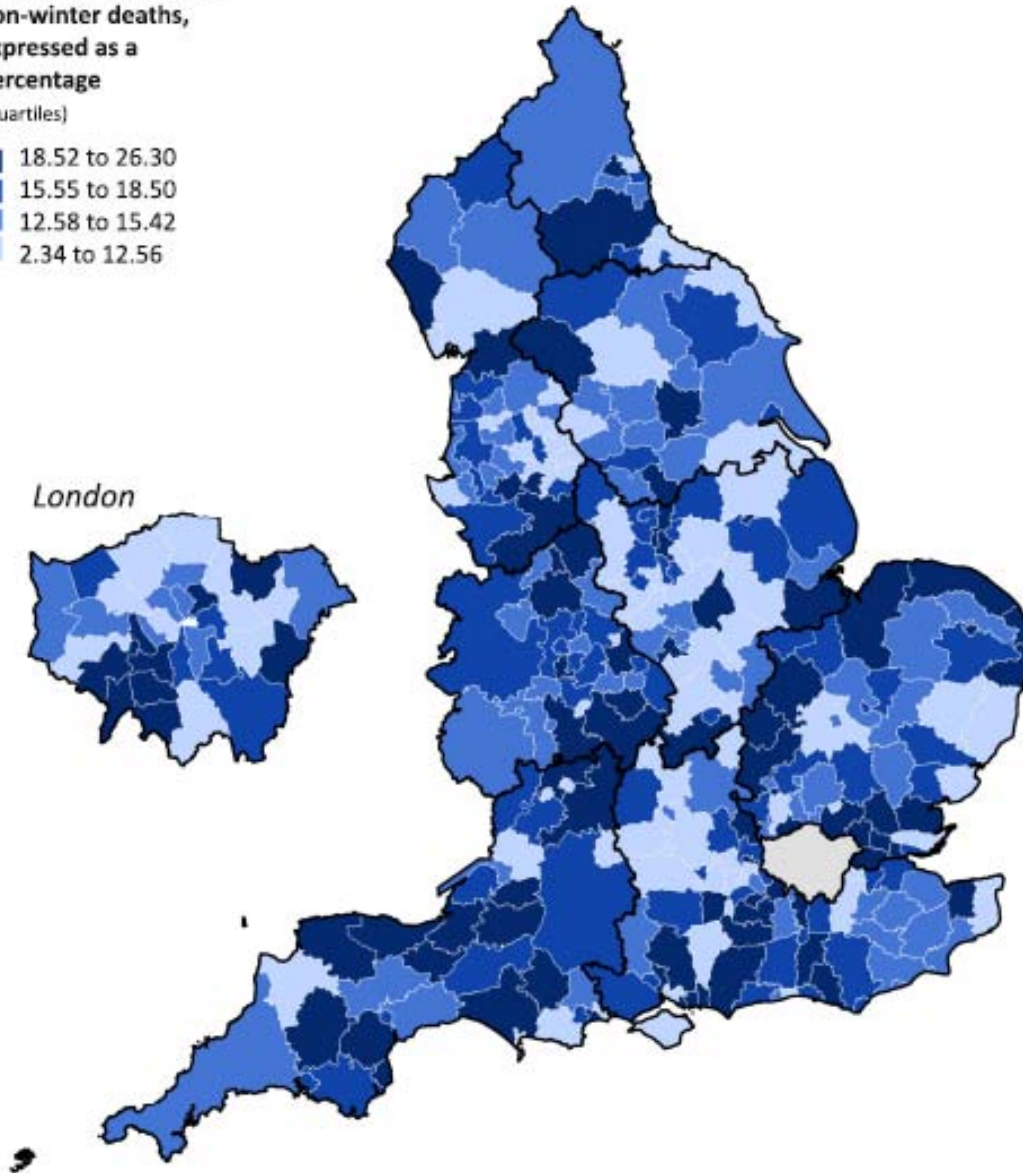 on-winter deaths,
pressed as a
ercentage
uartiles)
18.52 to 26.30
15.55 to 18.50
12.58 to 15.42
2.34 to 12.56
London